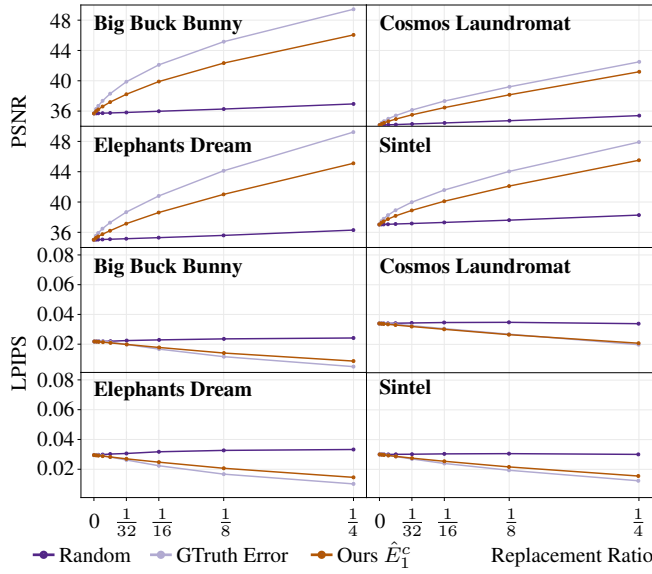 Big Buck Bunny
Cosmos Laundromat
48
44
40
36
PSNR
Elephants Dream
Sintel
48
44
40
36
Big Buck Bunny
Cosmos Laundromat
0.08
0.06
0.04
0.02
LPIPS
Elephants Dream
Sintel
0.08
0.06
0.04
0.02
0 1/32 1/16 1/8 1/4
0 1/32 1/16 1/8 1/4
Random GTruth Error Ours Ê₁ᶜ Replacement Ratio